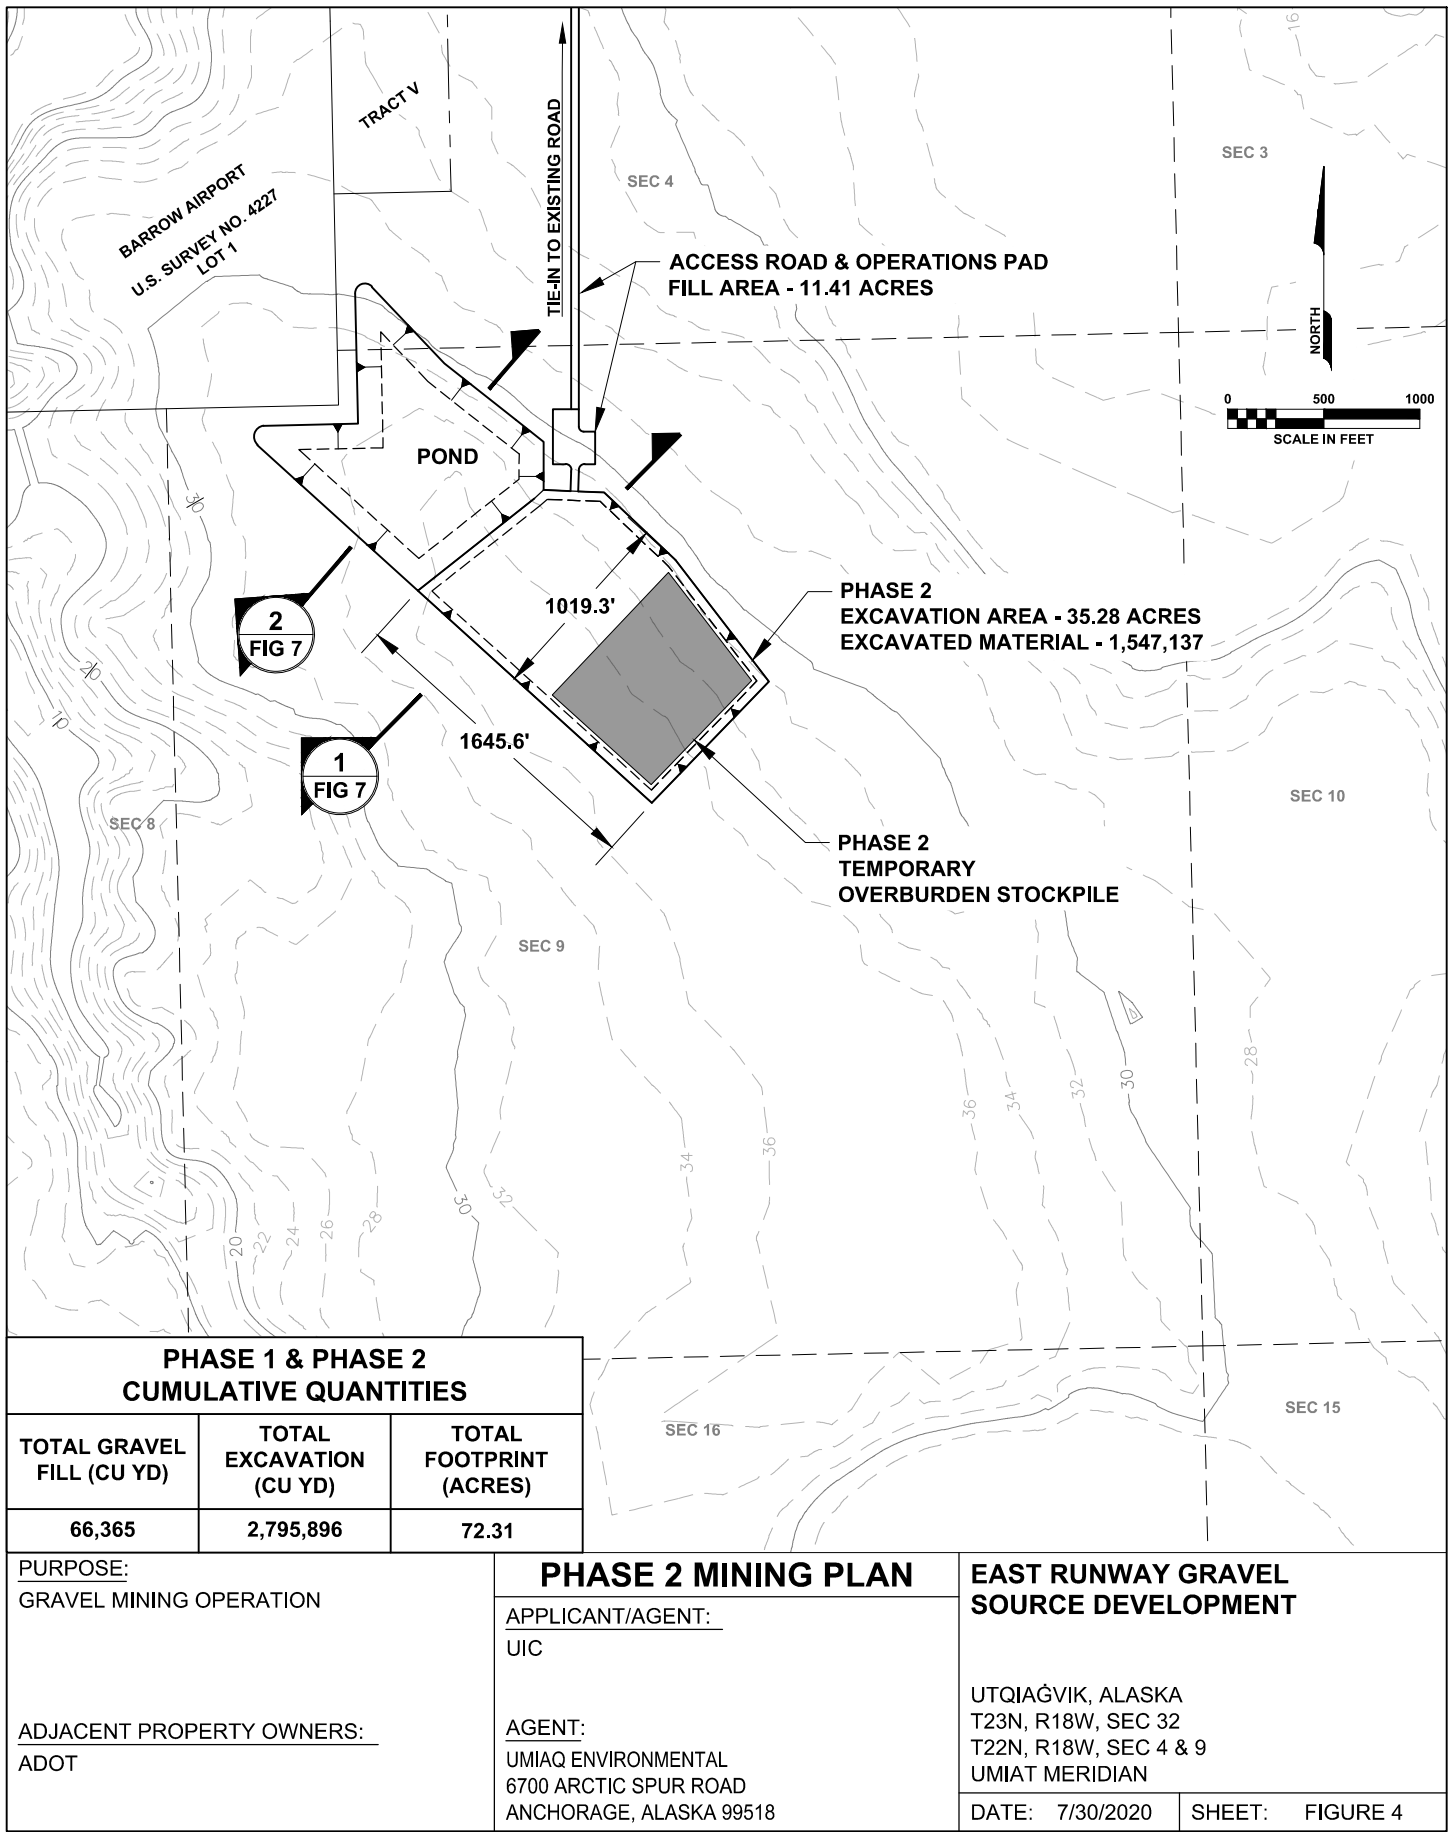 TRACT V
BARROW AIRPORT
U.S. SURVEY NO. 4227
LOT 1
TIE-IN TO EXISTING ROAD
SEC 4
SEC 3
16
ACCESS ROAD & OPERATIONS PAD
FILL AREA - 11.41 ACRES
NORTH
0 500 1000
SCALE IN FEET
POND
30
20
10
2
FIG 7
1
FIG 7
1019.3'
1645.6'
PHASE 2
EXCAVATION AREA - 35.28 ACRES
EXCAVATED MATERIAL - 1,547,137
PHASE 2
TEMPORARY
OVERBURDEN STOCKPILE
SEC 8
SEC 9
SEC 10
36
34
32
30
28
34
36
20
22
24
26
28
30
32
SEC 16
SEC 15
PHASE 1 & PHASE 2
CUMULATIVE QUANTITIES
TOTAL GRAVEL
FILL (CU YD)
TOTAL
EXCAVATION
(CU YD)
TOTAL
FOOTPRINT
(ACRES)
66,365
2,795,896
72.31
PURPOSE:
GRAVEL MINING OPERATION
ADJACENT PROPERTY OWNERS:
ADOT
PHASE 2 MINING PLAN
APPLICANT/AGENT:
UIC
AGENT:
UMIAQ ENVIRONMENTAL
6700 ARCTIC SPUR ROAD
ANCHORAGE, ALASKA 99518
EAST RUNWAY GRAVEL
SOURCE DEVELOPMENT
UTQIAĠVIK, ALASKA
T23N, R18W, SEC 32
T22N, R18W, SEC 4 & 9
UMIAT MERIDIAN
DATE: 7/30/2020
SHEET: FIGURE 4